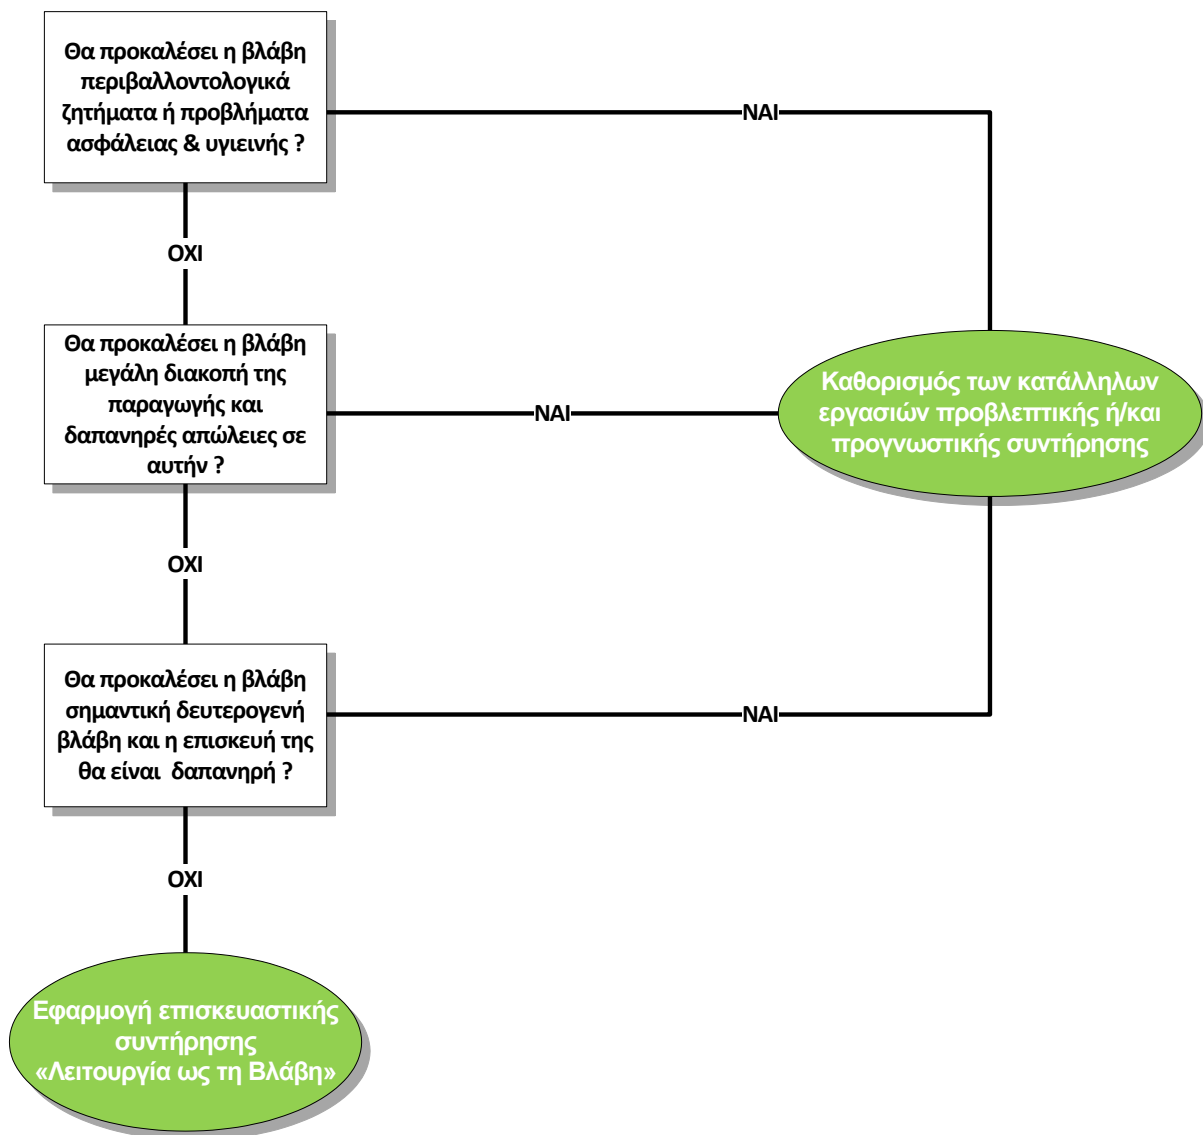 Θα προκαλέσει η βλάβη
περιβαλλοντολογικά
ζητήματα ή προβλήματα
ασφάλειας & υγιεινής ?
ΝΑΙ
ΟΧΙ
Θα προκαλέσει η βλάβη
μεγάλη διακοπή της
παραγωγής και
δαπανηρές απώλειες σε
αυτήν ?
ΝΑΙ
Καθορισμός των κατάλληλων
εργασιών προβλεπτικής ή/και
προγνωστικής συντήρησης
ΟΧΙ
Θα προκαλέσει η βλάβη
σημαντική δευτερογενή
βλάβη και η επισκευή της
θα είναι δαπανηρή ?
ΝΑΙ
ΟΧΙ
Εφαρμογή επισκευαστικής
συντήρησης
«Λειτουργία ως τη Βλάβη»